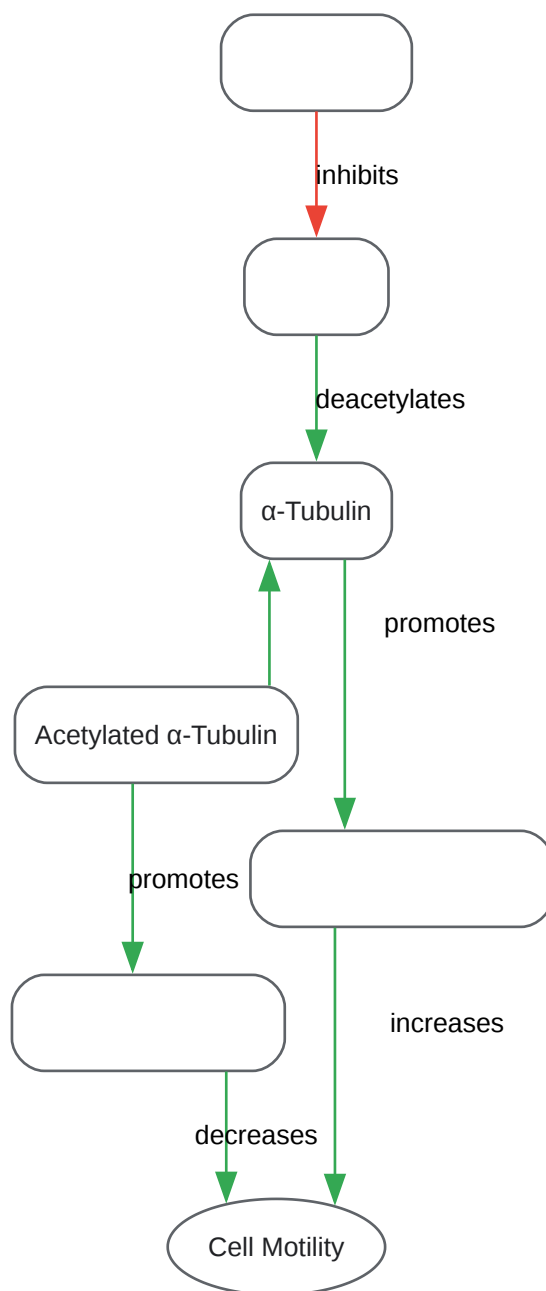 inhibits
deacetylates
α-Tubulin
promotes
Acetylated α-Tubulin
promotes
increases
decreases
Cell Motility